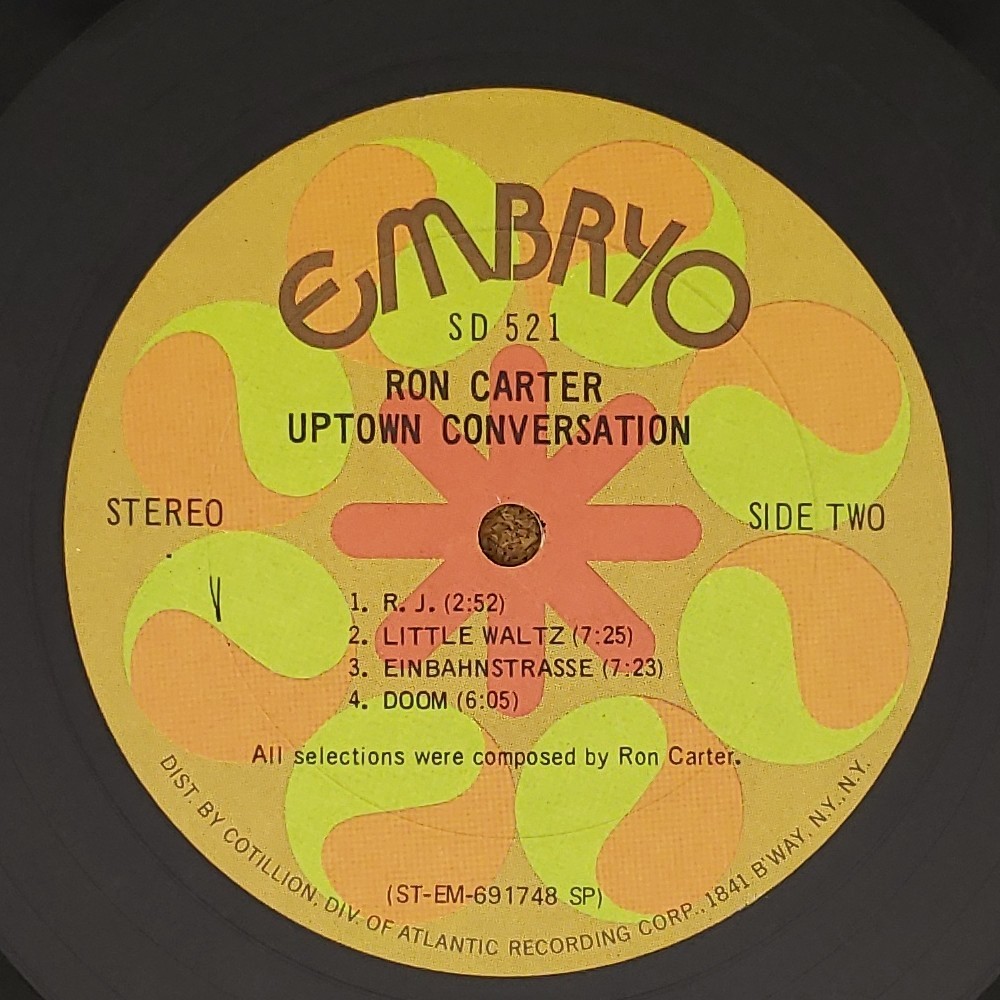 EMBRYO
SD 521
RON CARTER
UPTOWN CONVERSATION
STEREO
SIDE TWO
1. R. J. (2:52)
2. LITTLE WALTZ (7:25)
3. EINBAHNSTRASSE (7:23)
4. DOOM (6:05)
All selections were composed by Ron Carter.
(ST-EM-691748 SP)
DIST. BY COTILLION, DIV. OF ATLANTIC RECORDING CORP., 1841 B'WAY, N.Y., N.Y.